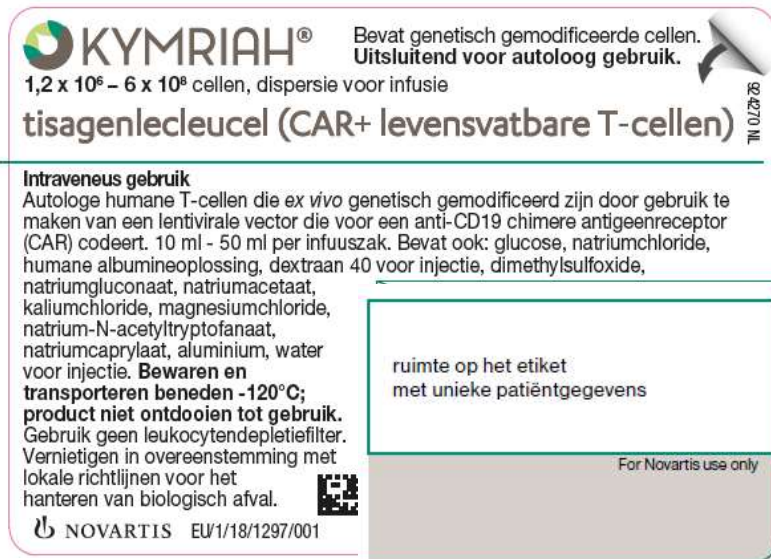 KYMRIAH®
Bevat genetisch gemodificeerde cellen.
Uitsluitend voor autoloog gebruik.
1,2 x 10⁶ – 6 x 10⁸ cellen, dispersie voor infusie
tisagenlecleucel (CAR+ levensvatbare T-cellen)
924270 NL
Intraveneus gebruik
Autologe humane T-cellen die ex vivo genetisch gemodificeerd zijn door gebruik te
maken van een lentivirale vector die voor een anti-CD19 chimere antigeenreceptor
(CAR) codeert. 10 ml - 50 ml per infuuszak. Bevat ook: glucose, natriumchloride,
humane albumineoplossing, dextraan 40 voor injectie, dimethylsulfoxide,
natriumgluconaat, natriumacetaat,
kaliumchloride, magnesiumchloride,
natrium-N-acetyltryptofanaat,
natriumcaprylaat, aluminium, water
voor injectie. Bewaren en
transporteren beneden -120°C;
product niet ontdooien tot gebruik.
Gebruik geen leukocytendepletiefilter.
Vernietigen in overeenstemming met
lokale richtlijnen voor het
hanteren van biologisch afval.
NOVARTIS EU/1/18/1297/001
ruimte op het etiket
met unieke patiëntgegevens
For Novartis use only